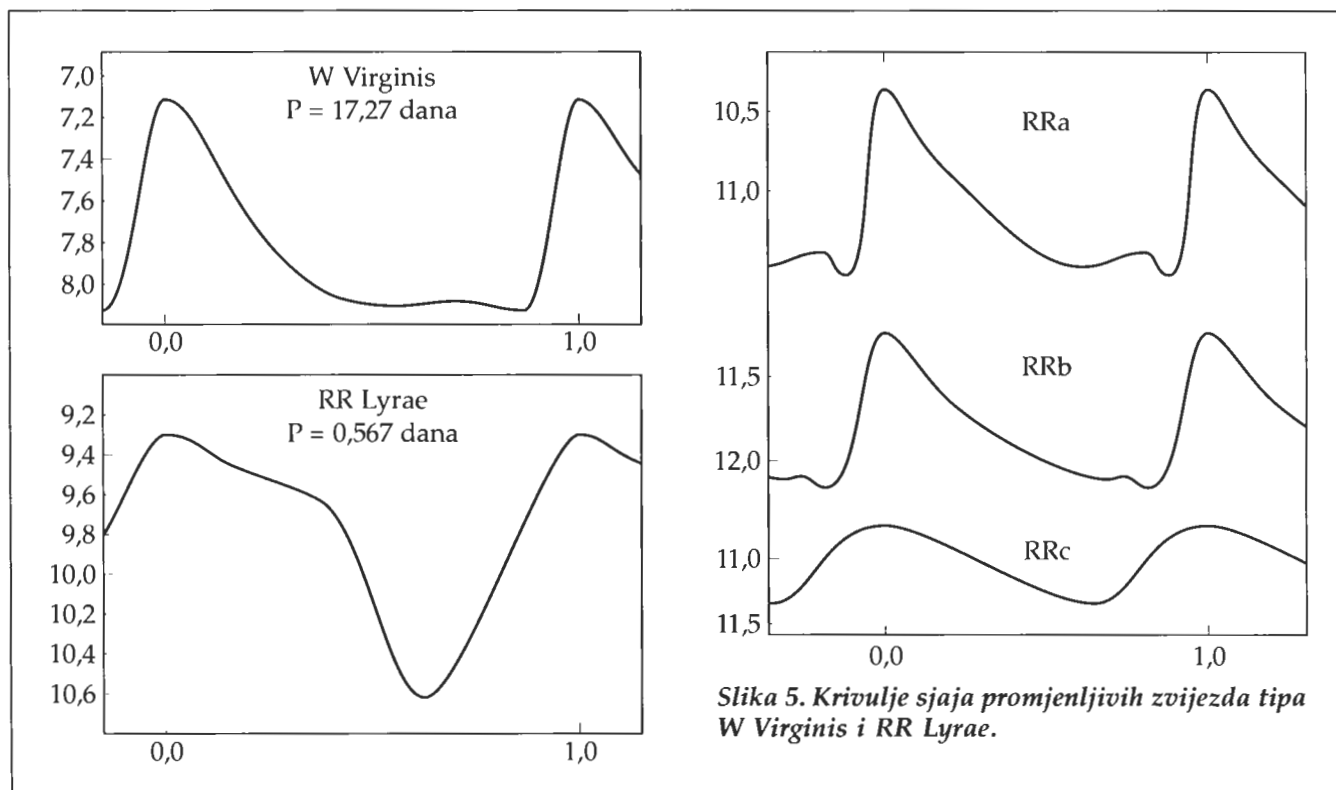 W Virginis
P = 17,27 dana
7,0
7,2
7,4
7,6
7,8
8,0
0,0
1,0
RR Lyrae
P = 0,567 dana
9,2
9,4
9,6
9,8
10,0
10,2
10,4
10,6
0,0
1,0
RRa
10,5
11,0
RRb
11,5
12,0
RRc
11,0
11,5
0,0
1,0
Slika 5. Krivulje sjaja promjenljivih zvijezda tipa
W Virginis i RR Lyrae.